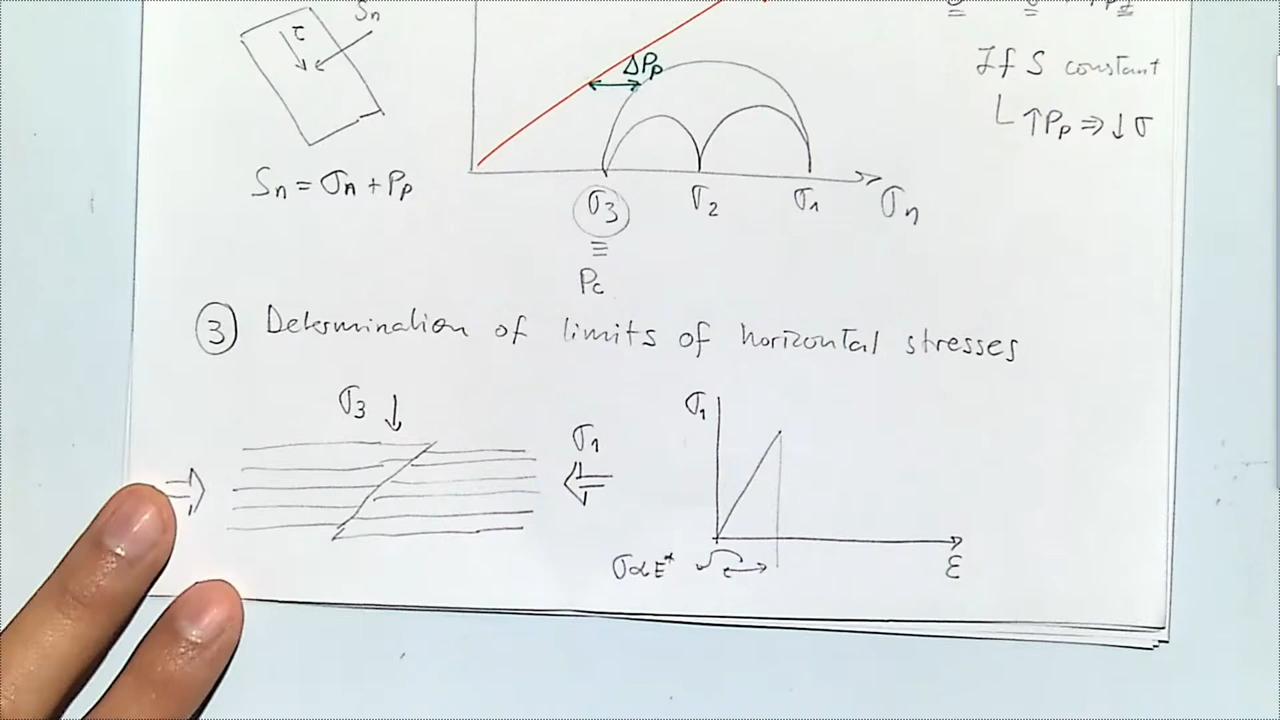 Sn
τ
ΔPp
If S constant
↑Pp ⇒ ↓σ
Sn = σn + Pp
σ3 σ2 σ1 σn
≡
Pc
③ Determination of limits of horizontal stresses
σ3 ↓
σ1
σ1
σ∝E*
ε